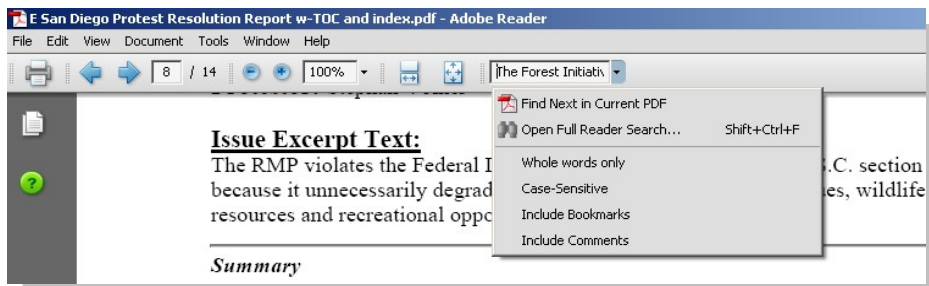 E San Diego Protest Resolution Report w-TOC and index.pdf - Adobe Reader
File Edit View Document Tools Window Help
8 / 14 100% The Forest Initiativ
Find Next in Current PDF
Open Full Reader Search... Shift+Ctrl+F
Whole words only
Case-Sensitive
Include Bookmarks
Include Comments
Issue Excerpt Text:
The RMP violates the Federal .C. section
because it unnecessarily degrad es, wildlife
resources and recreational oppo
Summary